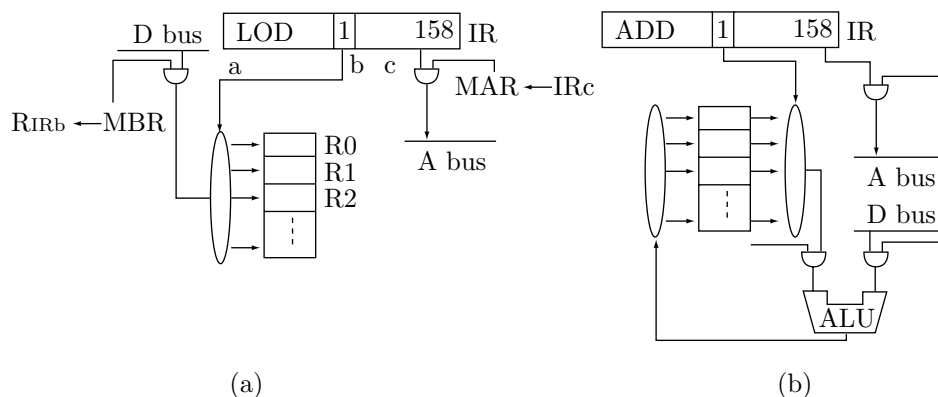 LOD 1 158 IR
D bus
a b c
MAR ← IRc
RIRb ← MBR
A bus
R0
R1
R2
(a)
ADD 1 158 IR
A bus
D bus
ALU
(b)